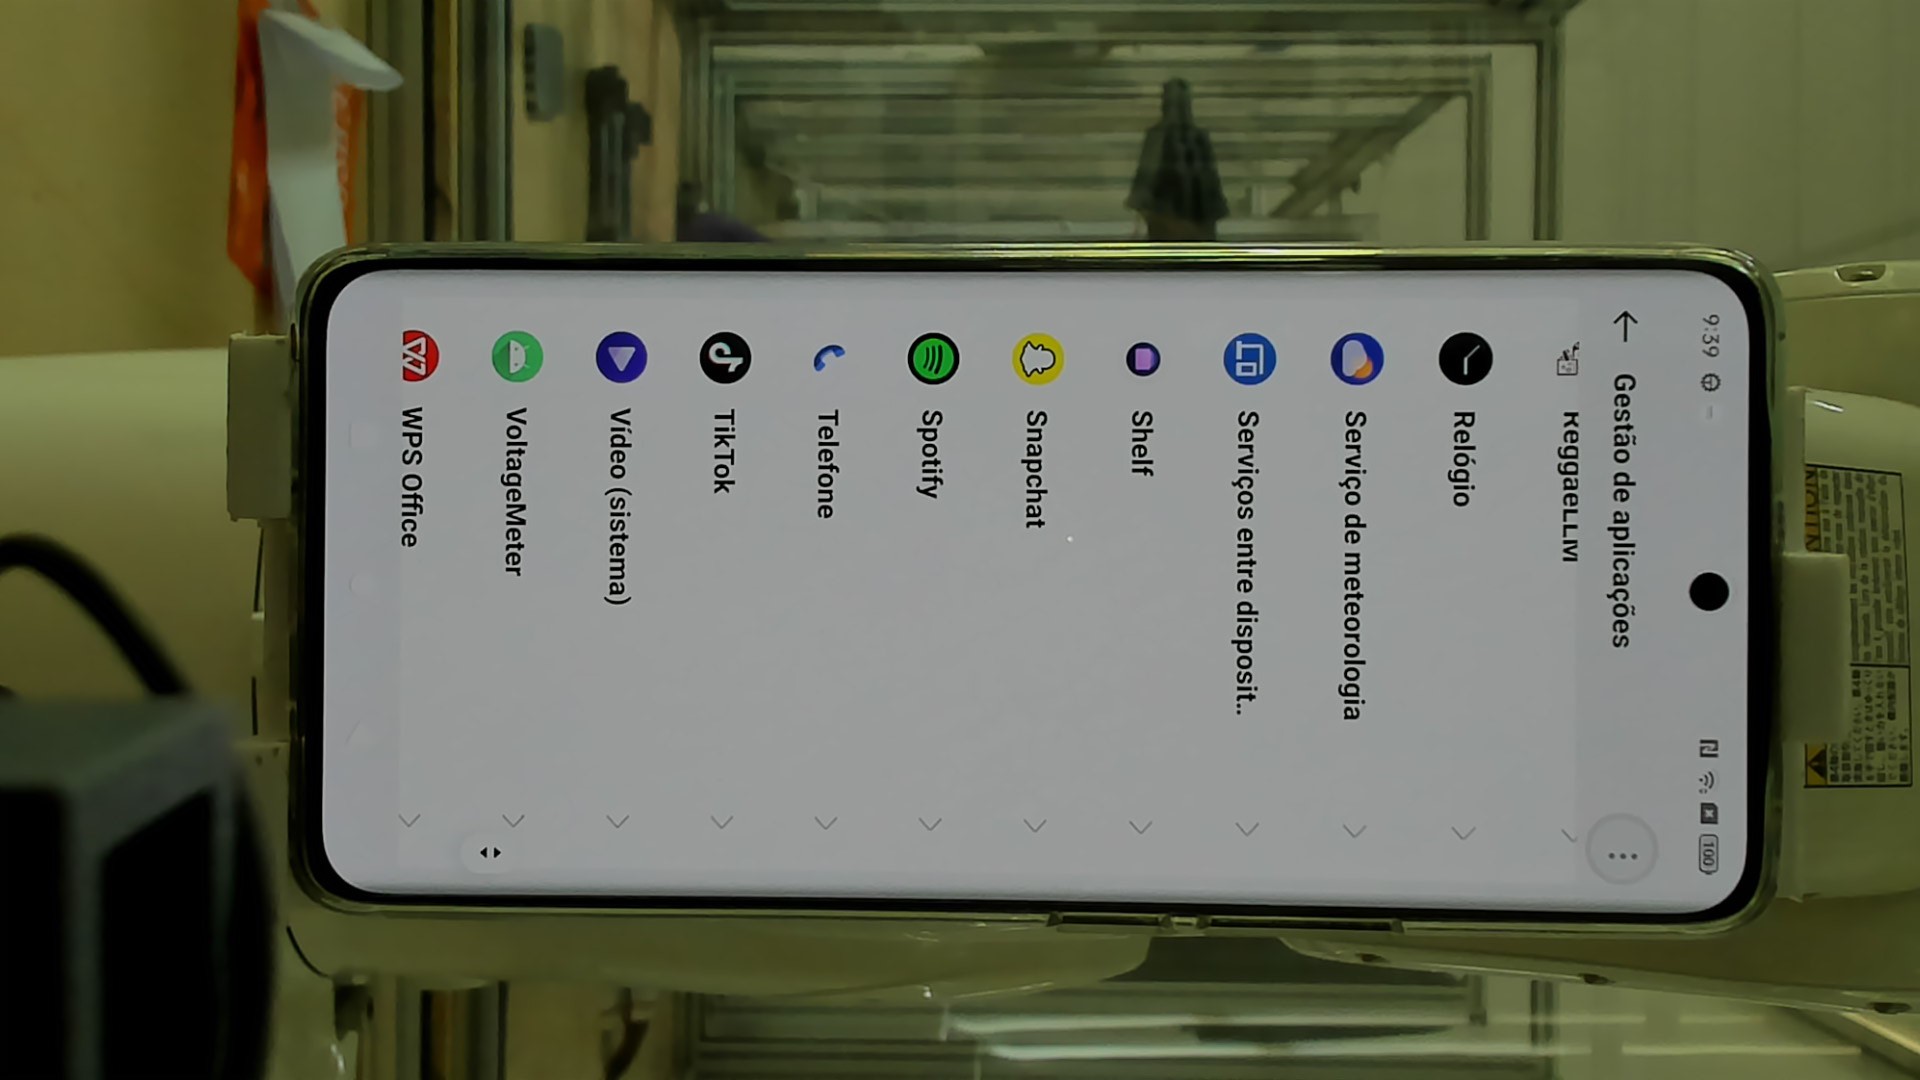 9:39
100
Gestão de aplicações
ReggaeLLM
Relógio
Serviço de meteorologia
Serviços entre disposit..
Shelf
Snapchat
Spotify
Telefone
TikTok
Vídeo (sistema)
VoltageMeter
WPS Office